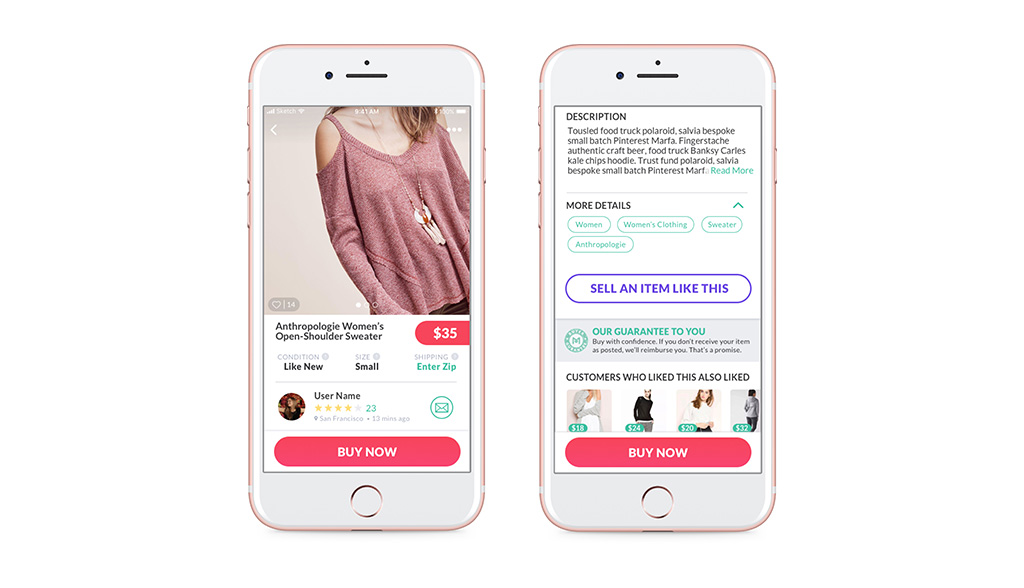 Sketch
9:41 AM
100%
14
Anthropologie Women's
Open-Shoulder Sweater
$35
CONDITION
SIZE
SHIPPING
Like New
Small
Enter Zip
User Name
23
San Francisco • 13 mins ago
BUY NOW
DESCRIPTION
Tousled food truck polaroid, salvia bespoke
small batch Pinterest Marfa. Fingerstache
authentic craft beer, food truck Banksy Carles
kale chips hoodie. Trust fund polaroid, salvia
bespoke small batch Pinterest Marf.. Read More
MORE DETAILS
Women
Women's Clothing
Sweater
Anthropologie
SELL AN ITEM LIKE THIS
OUR GUARANTEE TO YOU
Buy with confidence. If you don't receive your item
as posted, we'll reimburse you. That's a promise.
CUSTOMERS WHO LIKED THIS ALSO LIKED
$18
$24
$20
$32
BUY NOW